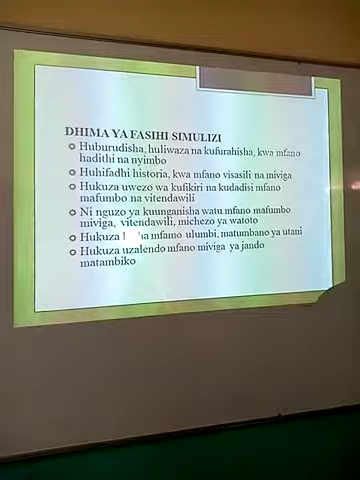 DHIMA YA FASIHI SIMULIZI
Huburudisha, huliwaza na kufurahisha, kwa mfano
hadithi na nyimbo
Huhifadhi historia, kwa mfano visasili na miviga
Hukuza uwezo wa kufikiri na kudadisi mfano
mafumbo na vitendawili
Ni nguzo ya kuunganisha watu mfano mafumbo
miviga, vitendawili, michezo ya watoto
Hukuza mfano ulumbi, matumbano ya utani
Hukuza uzalendo mfano miviga ya jando
matambiko